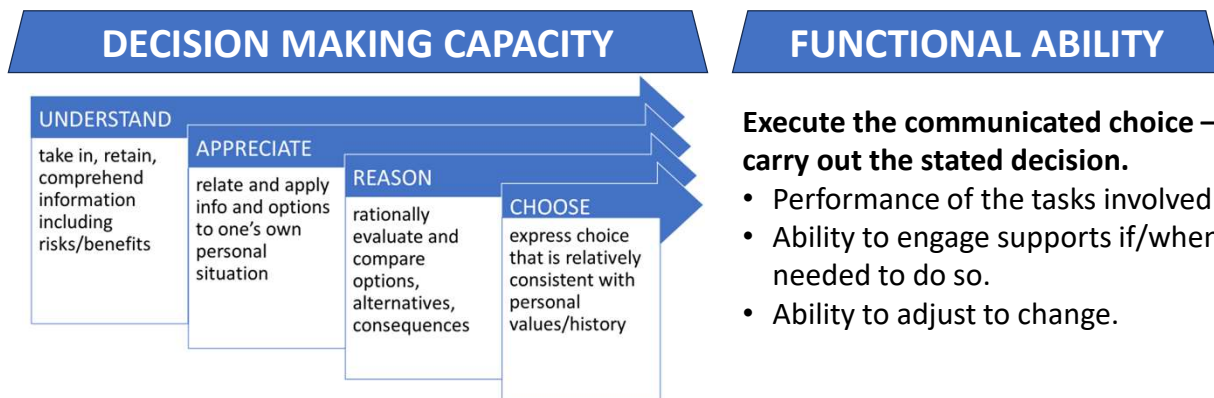 DECISION MAKING CAPACITY
UNDERSTAND
take in, retain,
comprehend
information
including
risks/benefits
APPRECIATE
relate and apply
info and options
to one's own
personal
situation
REASON
rationally
evaluate and
compare
options,
alternatives,
consequences
CHOOSE
express choice
that is relatively
consistent with
personal
values/history
FUNCTIONAL ABILITY
Execute the communicated choice –
carry out the stated decision.
• Performance of the tasks involved
• Ability to engage supports if/when
needed to do so.
• Ability to adjust to change.